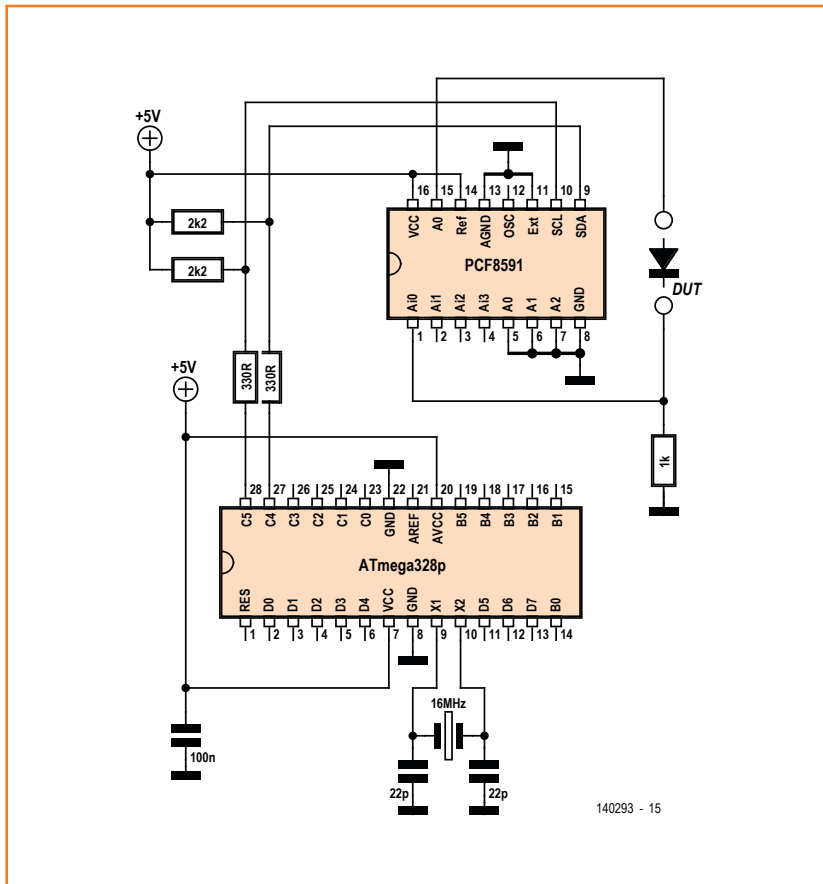 +5V
2k2
2k2
16 15 14 13 12 11 10 9
VCC A0 Ref AGND OSC Ext SCL SDA
PCF8591
Ai0 Ai1 Ai2 Ai3 A0 A1 A2 GND
1 2 3 4 5 6 7 8
DUT
+5V
330R 330R
1k
28 27 26 25 24 23 22 21 20 19 18 17 16 15
C5 C4 C3 C2 C1 C0 GND AREF AVCC B5 B4 B3 B2 B1
ATmega328p
RES D0 D1 D2 D3 D4 VCC GND X1 X2 D5 D6 D7 B0
1 2 3 4 5 6 7 8 9 10 11 12 13 14
16MHz
100n
22p 22p
140293 - 15